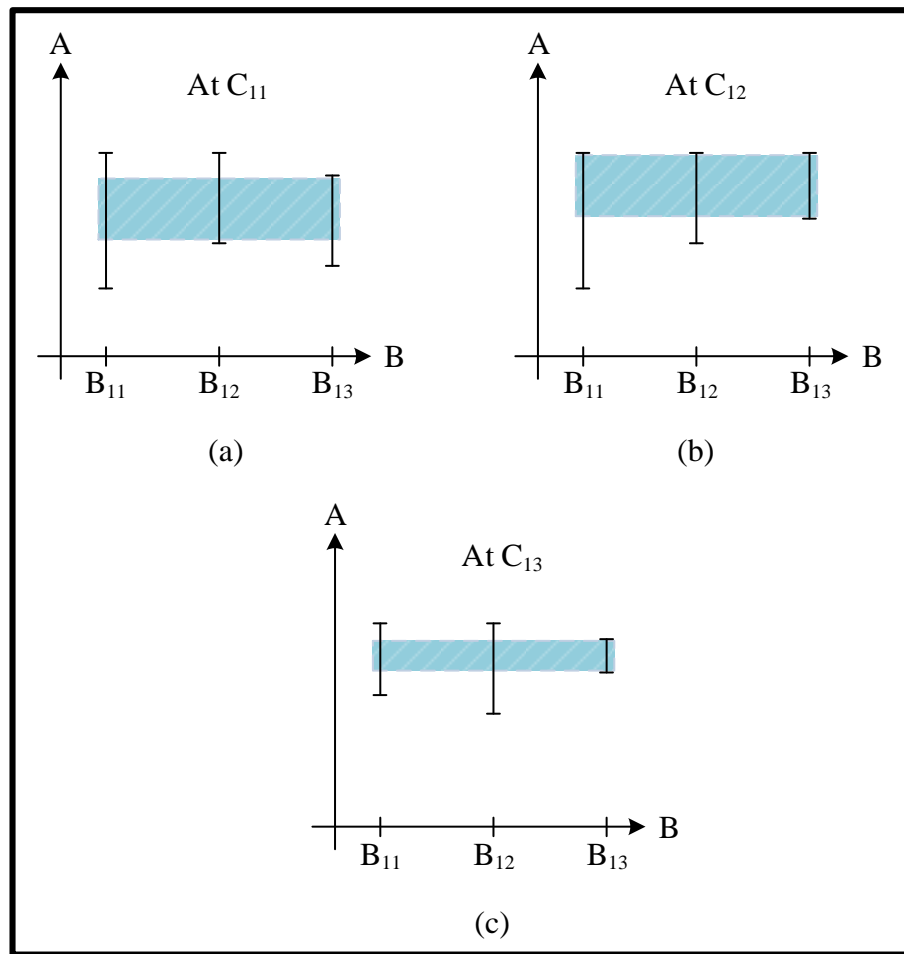 A
At C₁₁
B
B₁₁ B₁₂ B₁₃
(a)
A
At C₁₂
B
B₁₁ B₁₂ B₁₃
(b)
A
At C₁₃
B
B₁₁ B₁₂ B₁₃
(c)